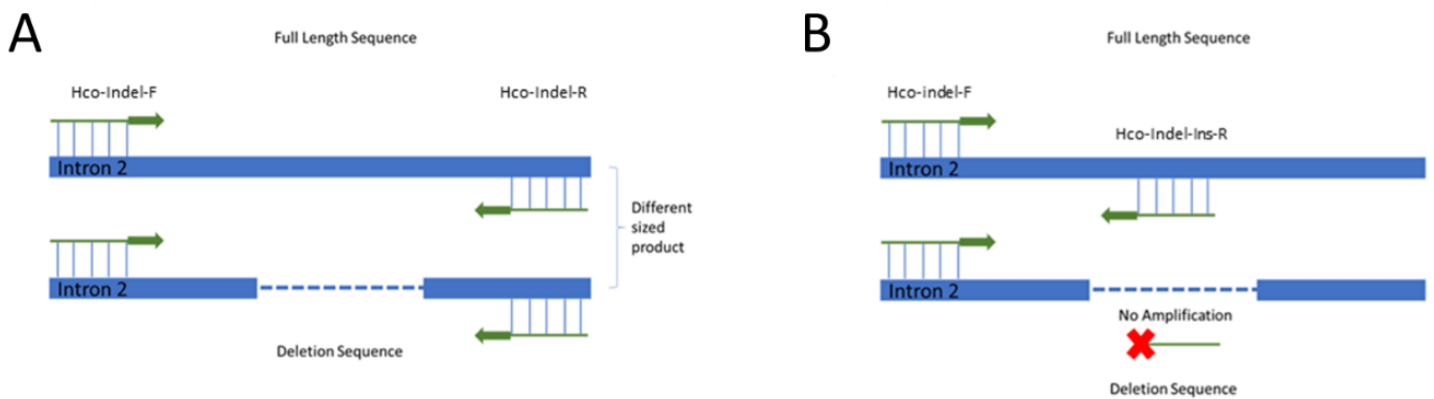 A
Full Length Sequence
Hco-Indel-F
Hco-Indel-R
Intron 2
Different
sized
product
Intron 2
Deletion Sequence
B
Full Length Sequence
Hco-indel-F
Hco-Indel-Ins-R
Intron 2
Intron 2
No Amplification
Deletion Sequence